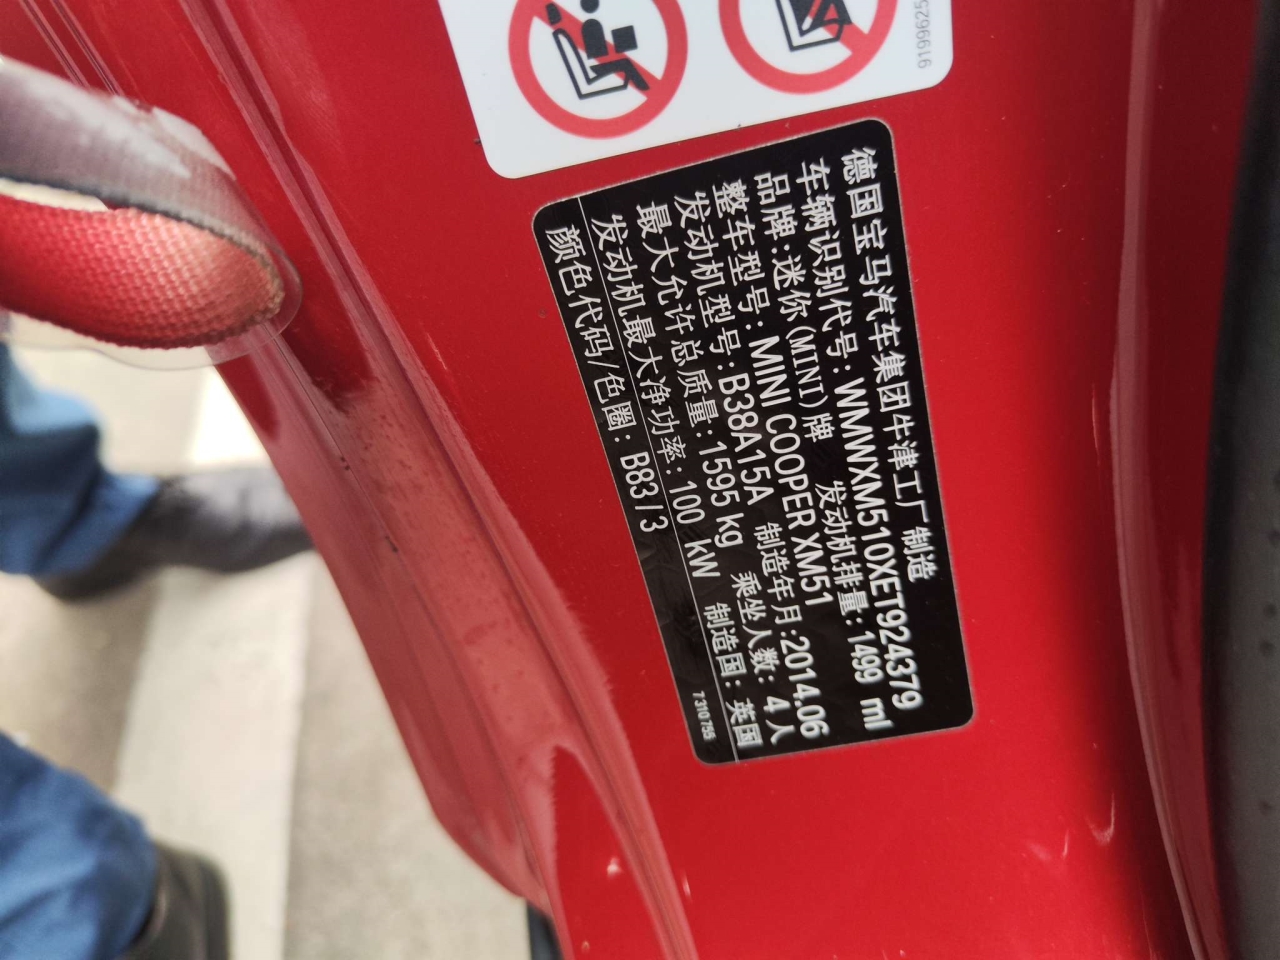 9199625
德国宝马汽车集团牛津工厂制造
车辆识别代号: WMWXM510XET924379
品牌:迷你(MINI)牌 发动机排量: 1499 ml
整车型号: MINI COOPER XM51
发动机型号: B38A15A 制造年月:2014.06
最大允许总质量: 1595 kg 乘坐人数: 4人
发动机最大净功率: 100 kW 制造国: 英国
颜色代码/色圈: B83/3
7310755